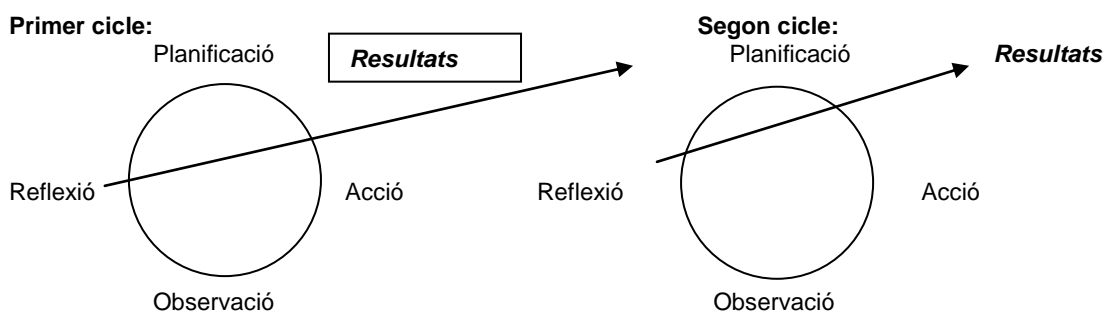 Primer cicle:
Segon cicle:
Planificació
Resultats
Planificació
Resultats
Reflexió
Acció
Reflexió
Acció
Observació
Observació